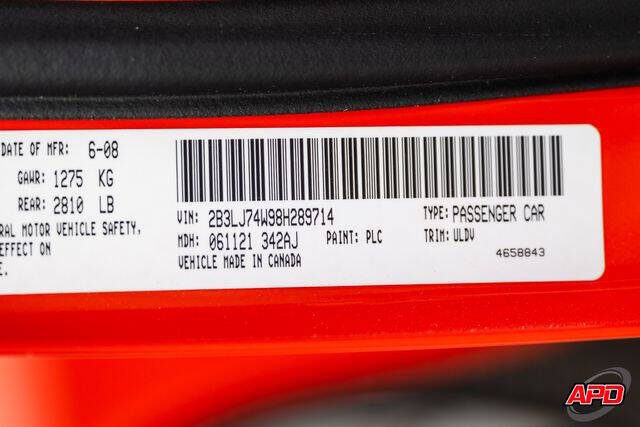 DATE OF MFR: 6-08
GAWR: 1275 KG
REAR: 2810 LB
MOTOR VEHICLE SAFETY,
EFFECT ON
VIN: 2B3LJ74W98H289714
TYPE: PASSENGER CAR
MDH: 061121 342AJ
PAINT: PLC
TRIM: ULDV
VEHICLE MADE IN CANADA
4658843
APD